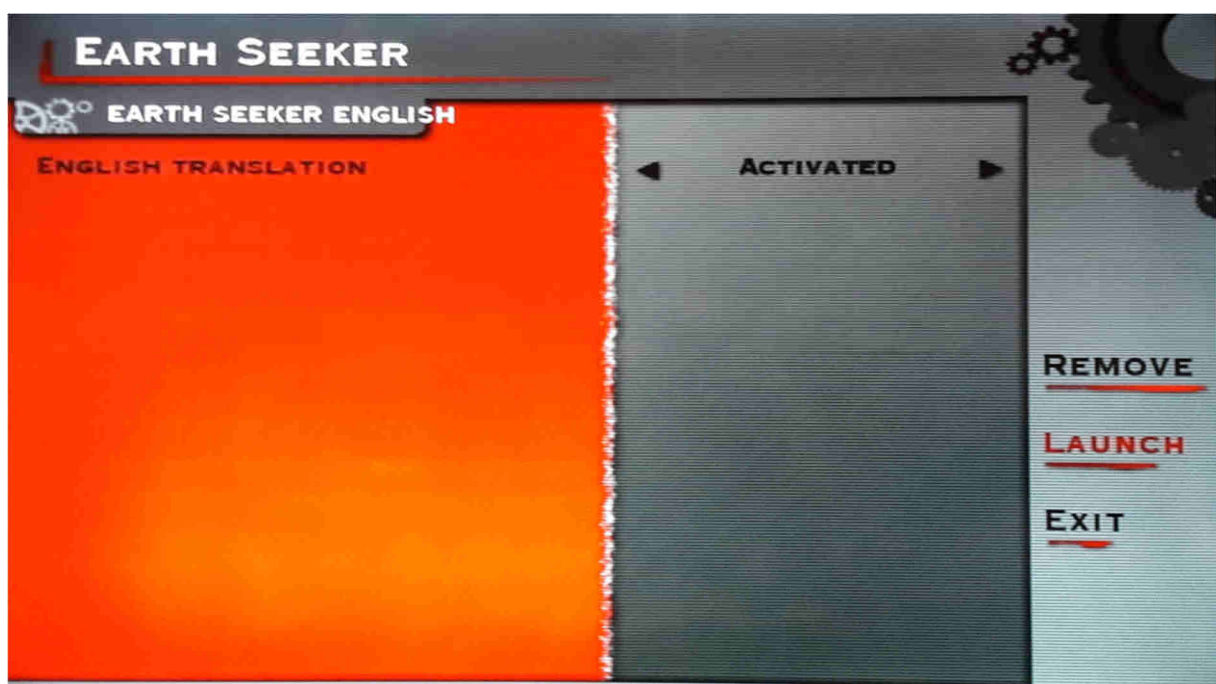 EARTH SEEKER
EARTH SEEKER ENGLISH
ENGLISH TRANSLATION
ACTIVATED
REMOVE
LAUNCH
EXIT